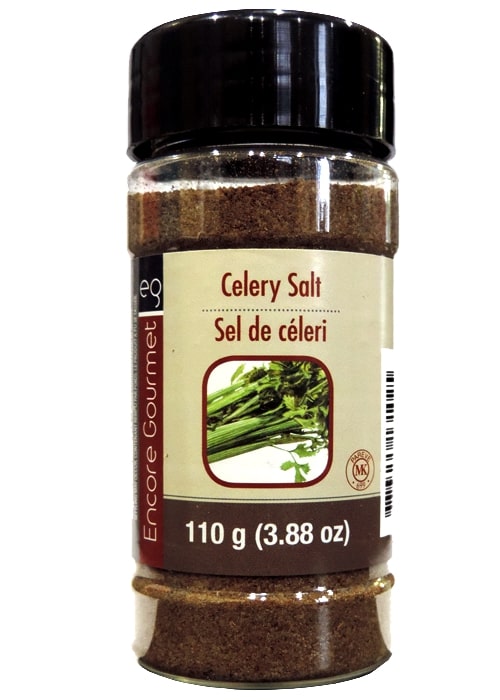 eg
Encore Gourmet
Celery Salt
Sel de céleri
PAREVE
MK
110 g (3.88 oz)